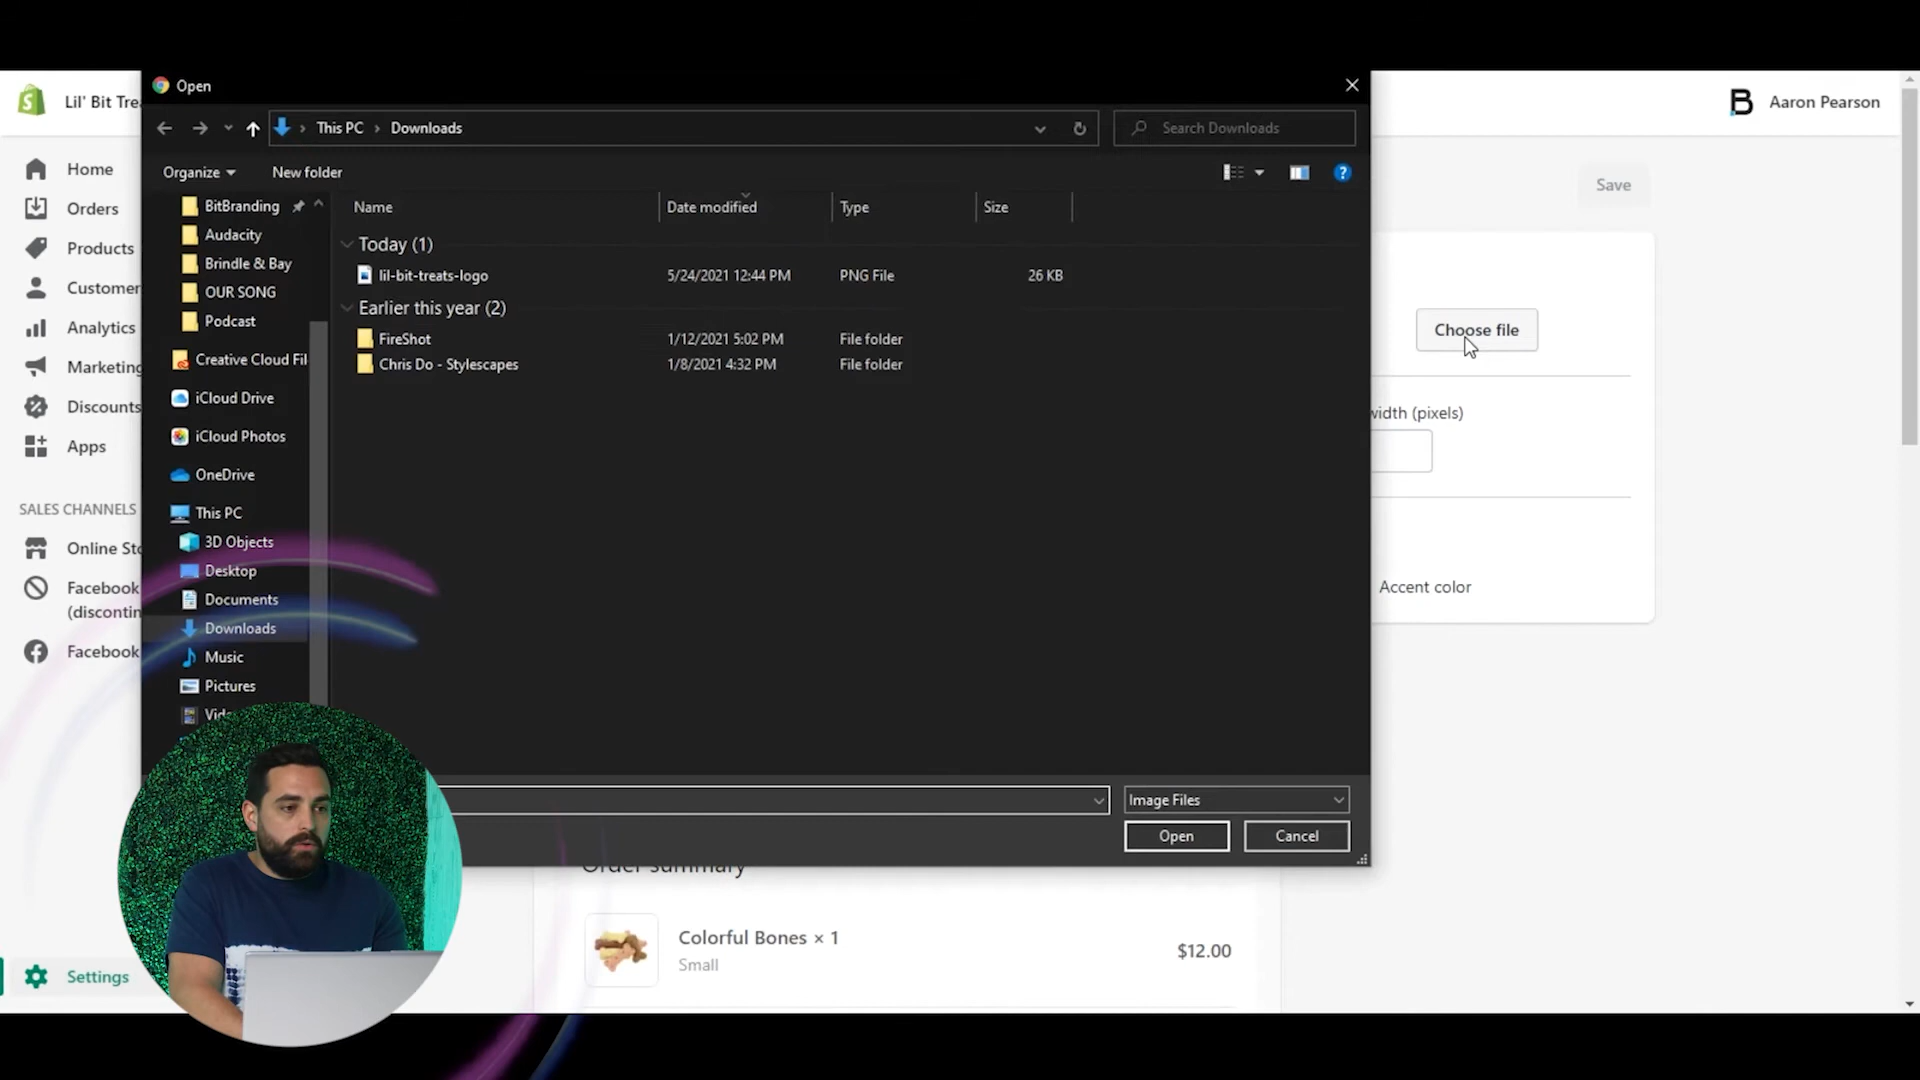 Open
Lil' Bit Tre
Aaron Pearson
This PC
Downloads
Search Downloads
Organize
New folder
Home
Orders
Products
Customer
Analytics
Marketing
Discounts
Apps
SALES CHANNELS
Online Sto
Facebook
(discontin
Facebook
Settings
BitBranding
Audacity
Brindle & Bay
OUR SONG
Podcast
Creative Cloud Fil
iCloud Drive
iCloud Photos
OneDrive
This PC
3D Objects
Desktop
Documents
Downloads
Music
Pictures
Vid
Name Date modified Type Size
Today (1)
lil-bit-treats-logo 5/24/2021 12:44 PM PNG File 26 KB
Earlier this year (2)
FireShot 1/12/2021 5:02 PM File folder
Chris Do - Stylescapes 1/8/2021 4:32 PM File folder
Image Files
Open
Cancel
Save
Choose file
width (pixels)
Accent color
Order summary
Colorful Bones × 1
Small
$12.00